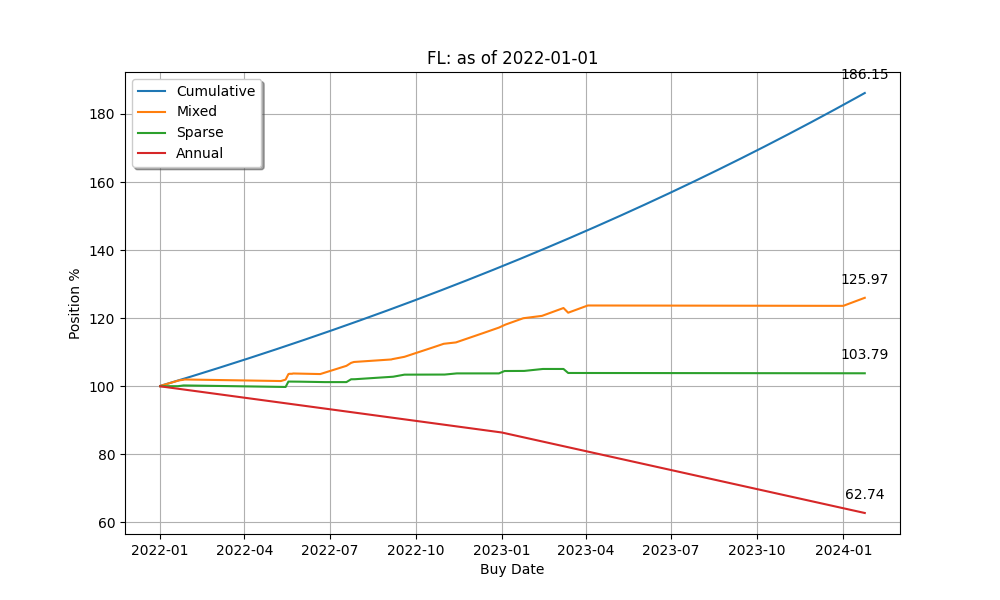 FL: as of 2022-01-01
186.15
Cumulative
Mixed
Sparse
Annual
180
160
140
120
100
80
60
125.97
103.79
62.74
Position %
2022-01 2022-04 2022-07 2022-10 2023-01 2023-04 2023-07 2023-10 2024-01
Buy Date